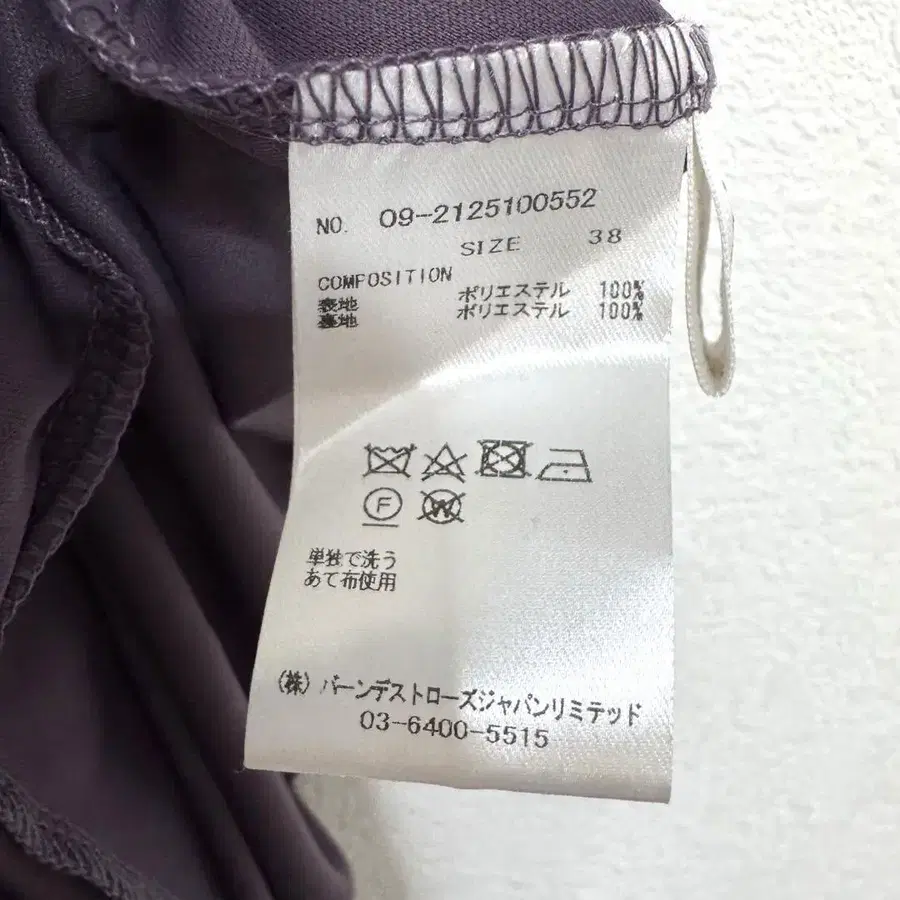 NO. 09-2125100552
SIZE 38
COMPOSITION
表地 ポリエステル 100%
裏地 ポリエステル 100%
F W
単独で洗う
あて布使用
(株) バーンデストローズジャパンリミテッド
03-6400-5515